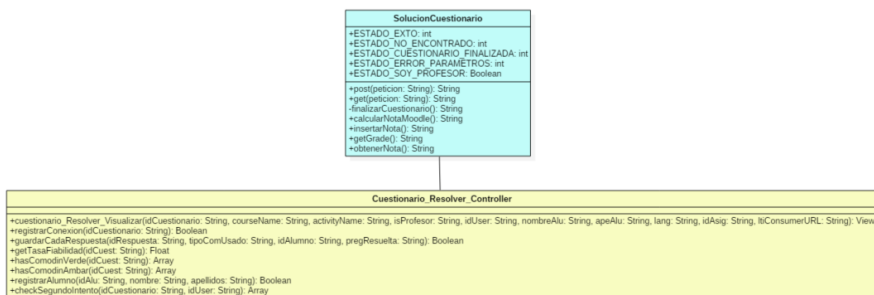 SolucionCuestionario
+ESTADO_EXTO: int
+ESTADO_NO_ENCONTRADO: int
+ESTADO_CUESTIONARIO_FINALIZADA: int
+ESTADO_ERROR_PARAMETROS: int
+ESTADO_SOY_PROFESOR: Boolean
+post(peticion: String): String
+get(peticion: String): String
-finalizarCuestionario(): String
+calcularNotaMoodle(): String
+insertarNota(): String
+getGrade(): String
+obtenerNota(): String
Cuestionario_Resolver_Controller
+cuestionario_Resolver_Visualizar(idCuestionario: String, courseName: String, activityName: String, isProfesor: String, idUser: String, nombreAlu: String, apeAlu: String, lang: String, idAsig: String, ltiConsumerURL: String): View
+registrarConexion(idCuestionario: String): Boolean
+guardarCadaRespuesta(idRespuesta: String, tipoComUsado: String, idAlumno: String, pregResuelta: String): Boolean
+getTasaFiabilidad(idCuest: String): Float
+hasComodinVerde(idCuest: String): Array
+hasComodinAmbar(idCuest: String): Array
+registrarAlumno(idAlu: String, nombre: String, apellidos: String): Boolean
+checkSegundoIntento(idCuestionario: String, idUser: String): Array